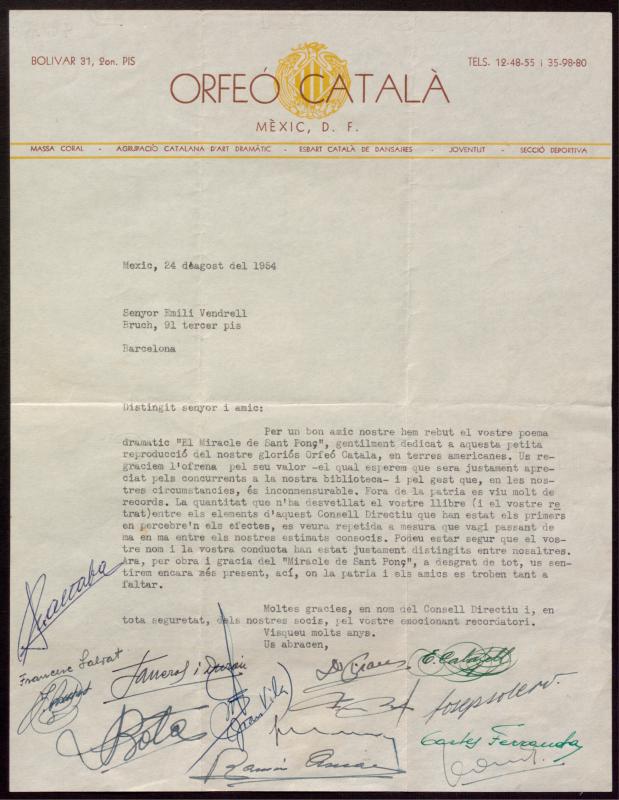 BOLIVAR 31, 2on. PIS
TELS. 12-48-55 i 35-98-80
ORFEÓ CATALÀ
MÈXIC, D. F.
MASSA CORAL - AGRUPACIÓ CATALANA D'ART DRAMÀTIC - ESBART CATALÀ DE DANSAIRES - JOVENTUT - SECCIÓ DEPORTIVA
Mexic, 24 d'agost del 1954
Senyor Emili Vendrell
Bruch, 91 tercer pis
Barcelona
Distingit senyor i amic:
Per un bon amic nostre hem rebut el vostre poema
dramatic "El Miracle de Sant Ponç", gentilment dedicat a aquesta petita
reproducció del nostre gloriós Orfeó Catala, en terres americanes. Us re-
graciem l'ofrena pel seu valor -el qual esperem que sera justament apre-
ciat pels concurrents a la nostra biblioteca- i pel gest que, en les nos-
tres circumstancies, és inconmensurable. Fora de la patria es viu molt de
records. La quantitat que n'ha desvetllat el vostre llibre (i el vostre re
trat)entre els elements d'aquest Consell Directiu que han estat els primers
en percebre'n els efectes, es veura repetida a mesura que vagi passant de
ma en ma entre els nostres estimats consocis. Podeu estar segur que el vos-
tre nom i la vostra conducta han estat justament distingits entre nosaltres.
Ara, per obra i gracia del "Miracle de Sant Ponç", a desgrat de tot, us sen-
tirem encara més present, ací, on la patria i els amics es troben tant a
faltar.
Moltes gracies, en nom del Consell Directiu i, en
tota seguretat, dels nostres socis, pel vostre emocionant recordatori.
Visqueu molts anys.
Us abracen,
Francesc Salvat
Bota
Joan Vila
Ramón
Carles Ferranda